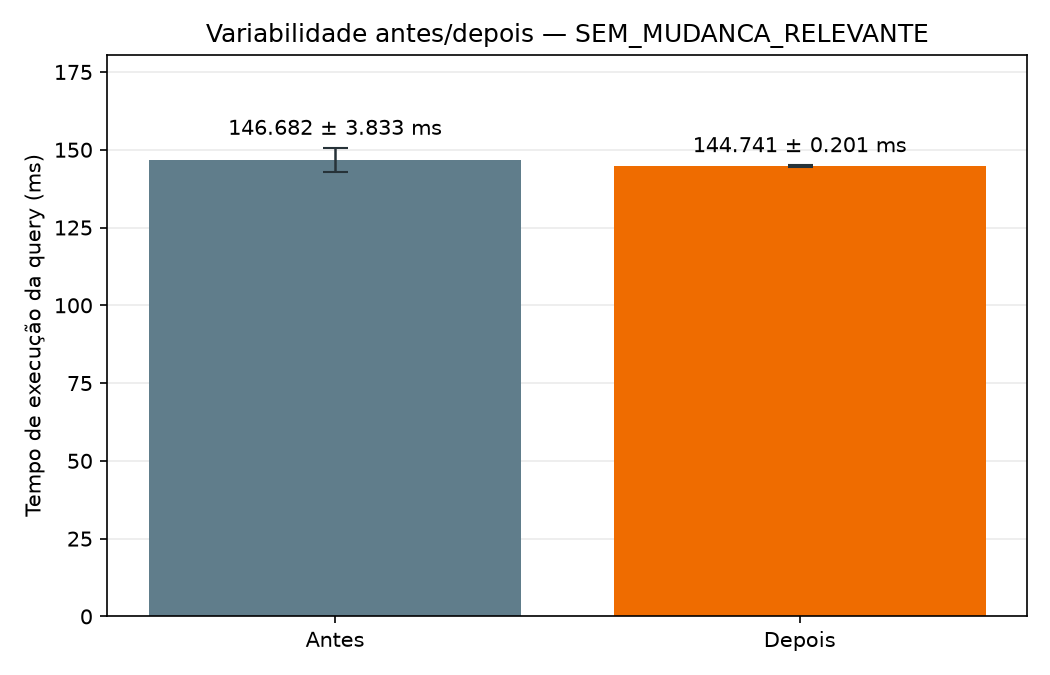 Variabilidade antes/depois — SEM_MUDANCA_RELEVANTE
Tempo de execução da query (ms)
175
150
125
100
75
50
25
0
146.682 ± 3.833 ms
144.741 ± 0.201 ms
Antes
Depois